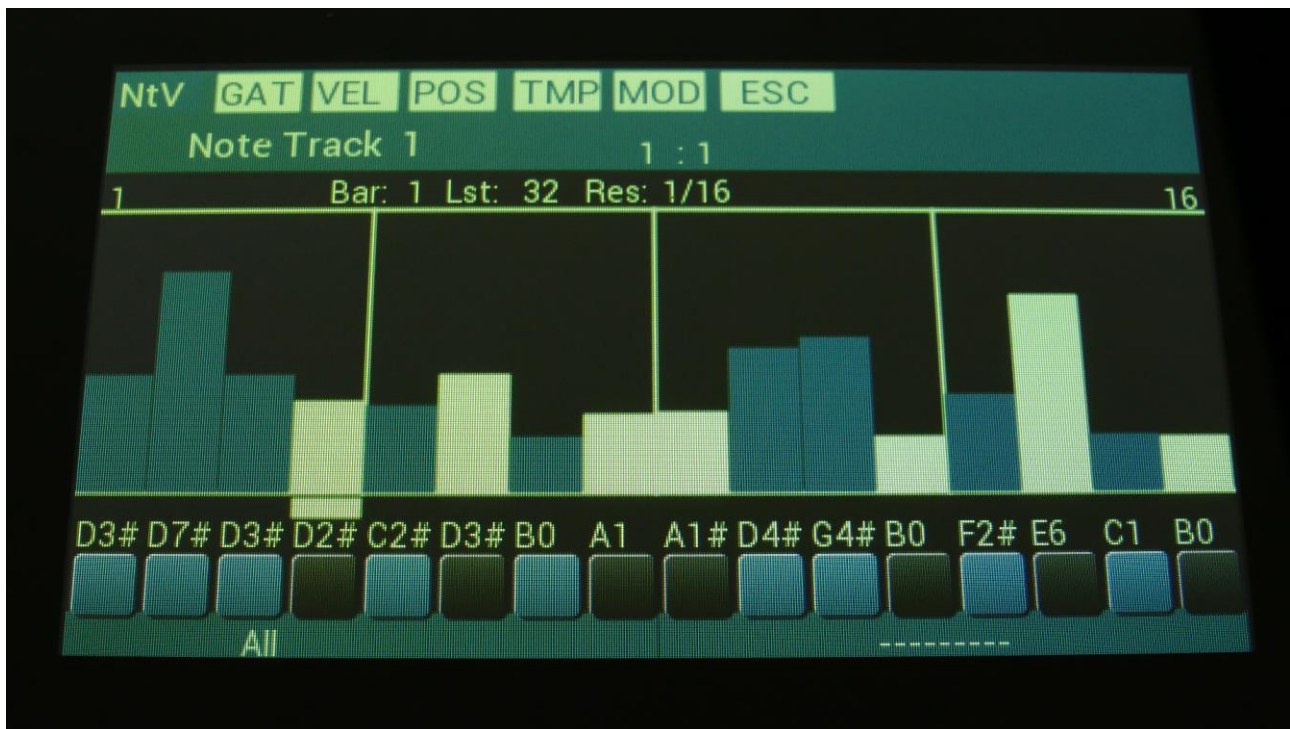 NtV GAT VEL POS TMP MOD ESC
Note Track 1 1 : 1
1 Bar: 1 Lst: 32 Res: 1/16 16
D3# D7# D3# D2# C2# D3# B0 A1 A1# D4# G4# B0 F2# E6 C1 B0
All ---------